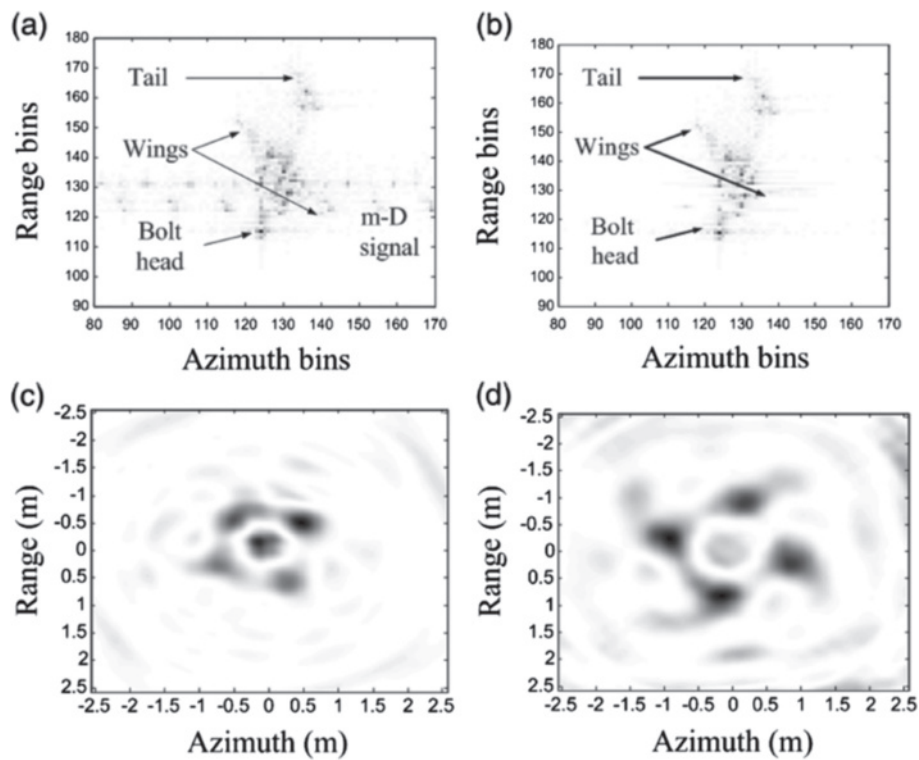 (a)
180
170
160
150
140
130
120
110
100
90
Range bins
Tail
Wings
Bolt
head
m-D
signal
80 90 100 110 120 130 140 150 160 170
Azimuth bins
(b)
180
170
160
150
140
130
120
110
100
90
Range bins
Tail
Wings
Bolt
head
80 90 100 110 120 130 140 150 160 170
Azimuth bins
(c)
-2.5
-2
-1.5
-1
-0.5
0
0.5
1
1.5
2
2.5
Range (m)
-2.5 -2 -1.5 -1 -0.5 0 0.5 1 1.5 2 2.5
Azimuth (m)
(d)
-2.5
-2
-1.5
-1
-0.5
0
0.5
1
1.5
2
2.5
Range (m)
-2.5 -2 -1.5 -1 -0.5 0 0.5 1 1.5 2 2.5
Azimuth (m)